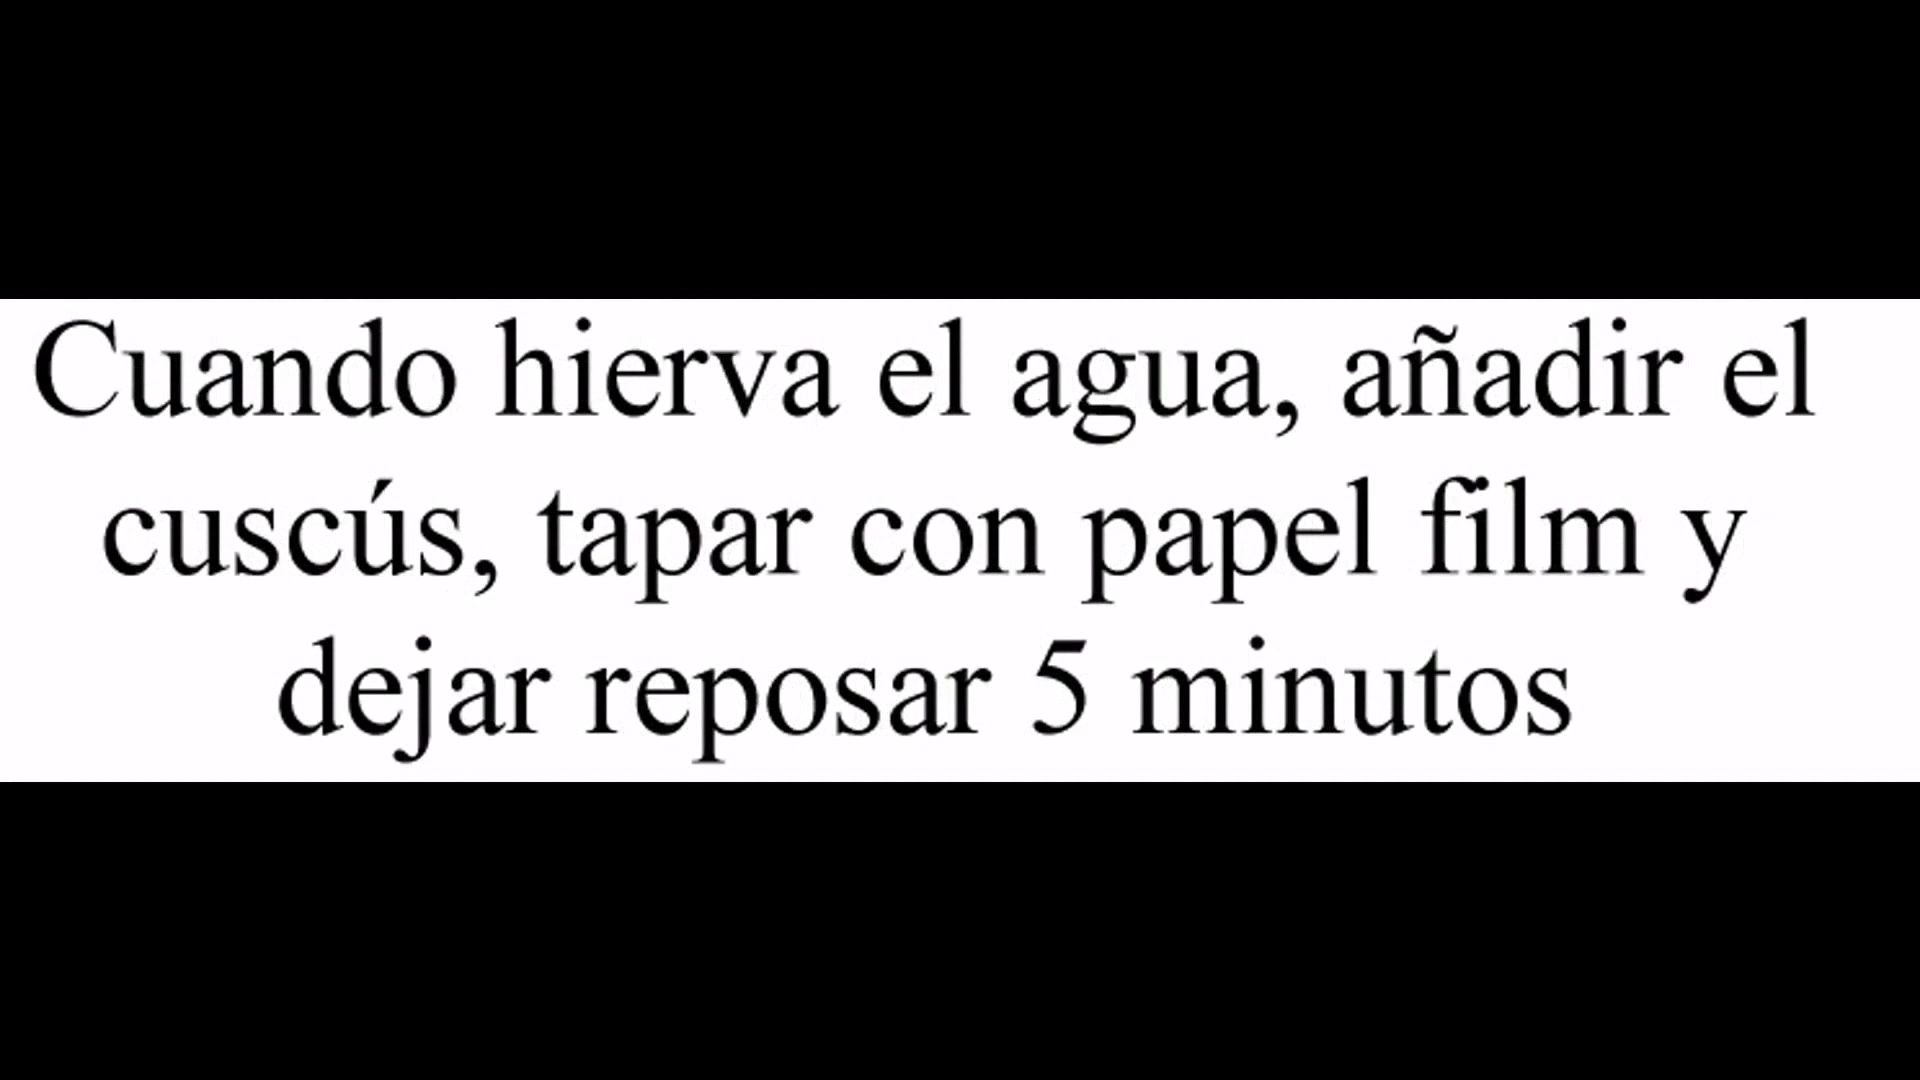 Cuando hierva el agua, añadir el
cuscús, tapar con papel film y
dejar reposar 5 minutos